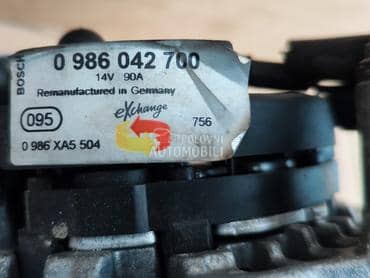 BOSCH
0 986 042 700
14V 90A
Remanufactured in Germany
eXchange
095
756
POLOVNI
AUTOMOBILI
0 986 XA5 504